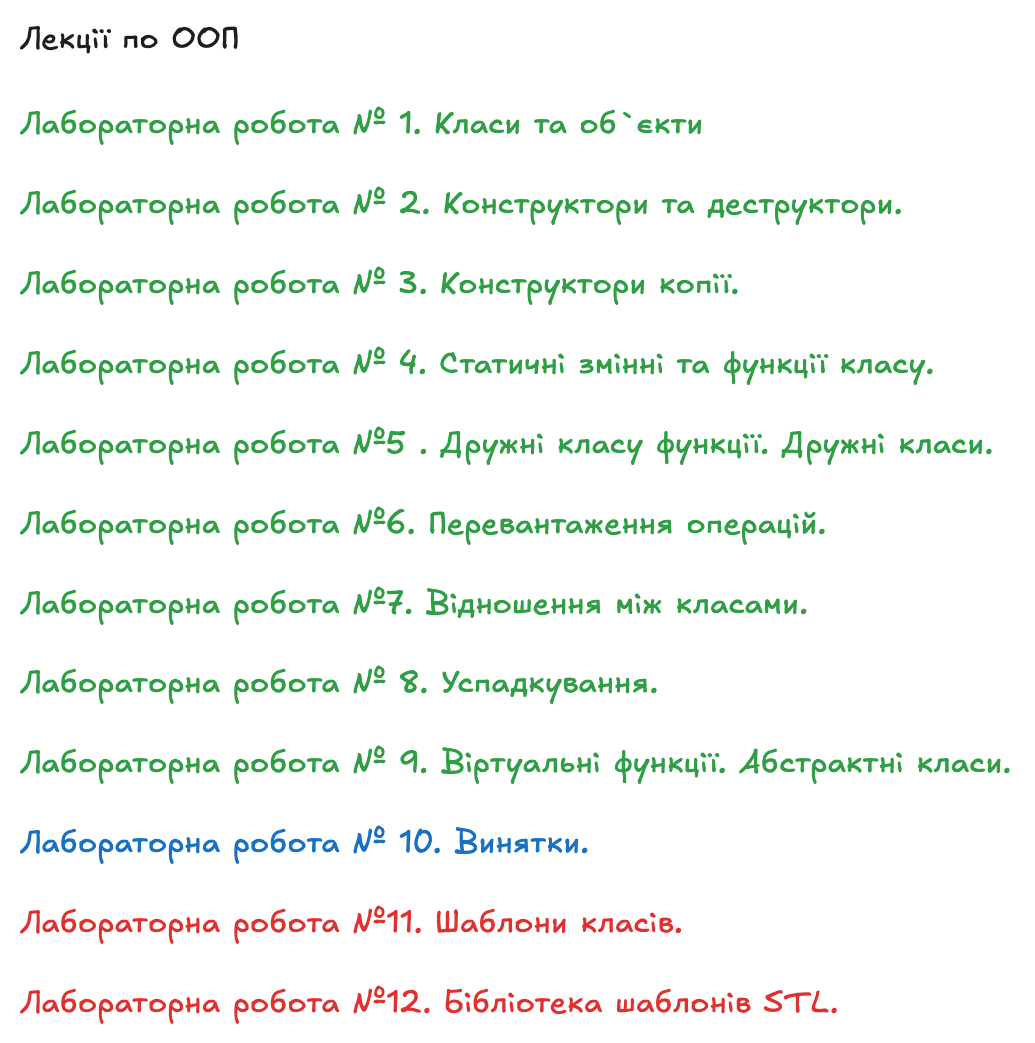 Лекції по ООП
Лабораторна робота № 1. Класи та об`єкти
Лабораторна робота № 2. Конструктори та деструктори.
Лабораторна робота № 3. Конструктори копії.
Лабораторна робота № 4. Статичні змінні та функції класу.
Лабораторна робота №5 . Дружні класу функції. Дружні класи.
Лабораторна робота №6. Перевантаження операцій.
Лабораторна робота №7. Відношення між класами.
Лабораторна робота № 8. Успадкування.
Лабораторна робота № 9. Віртуальні функції. Абстрактні класи.
Лабораторна робота № 10. Винятки.
Лабораторна робота №11. Шаблони класів.
Лабораторна робота №12. Бібліотека шаблонів STL.